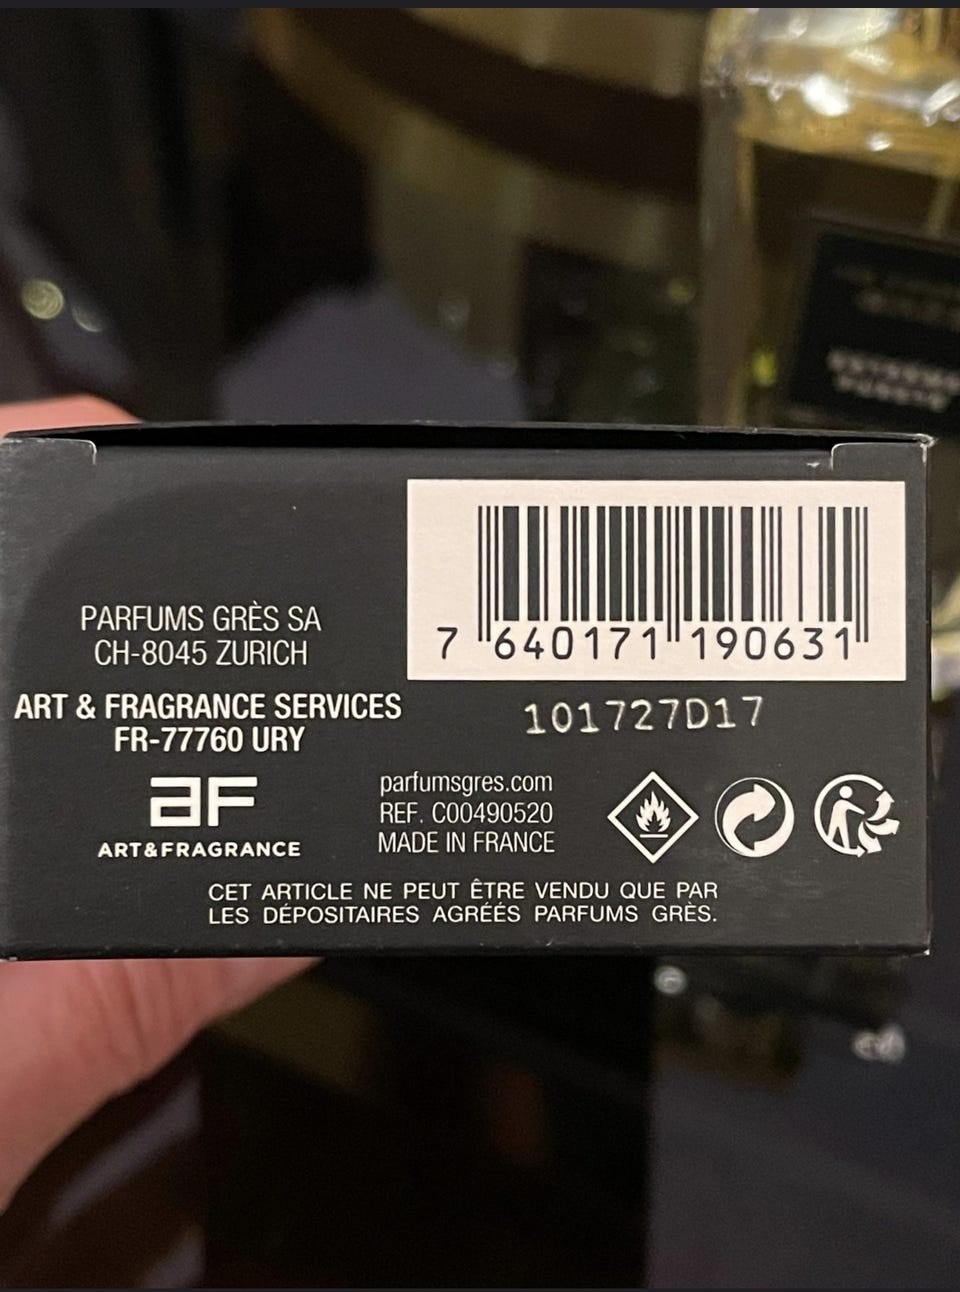 7 640171 190631
PARFUMS GRÈS SA
CH-8045 ZURICH
ART & FRAGRANCE SERVICES
FR-77760 URY
101727D17
aF
ART&FRAGRANCE
parfumsgres.com
REF. C00490520
MADE IN FRANCE
CET ARTICLE NE PEUT ÊTRE VENDU QUE PAR
LES DÉPOSITAIRES AGRÉÉS PARFUMS GRÈS.